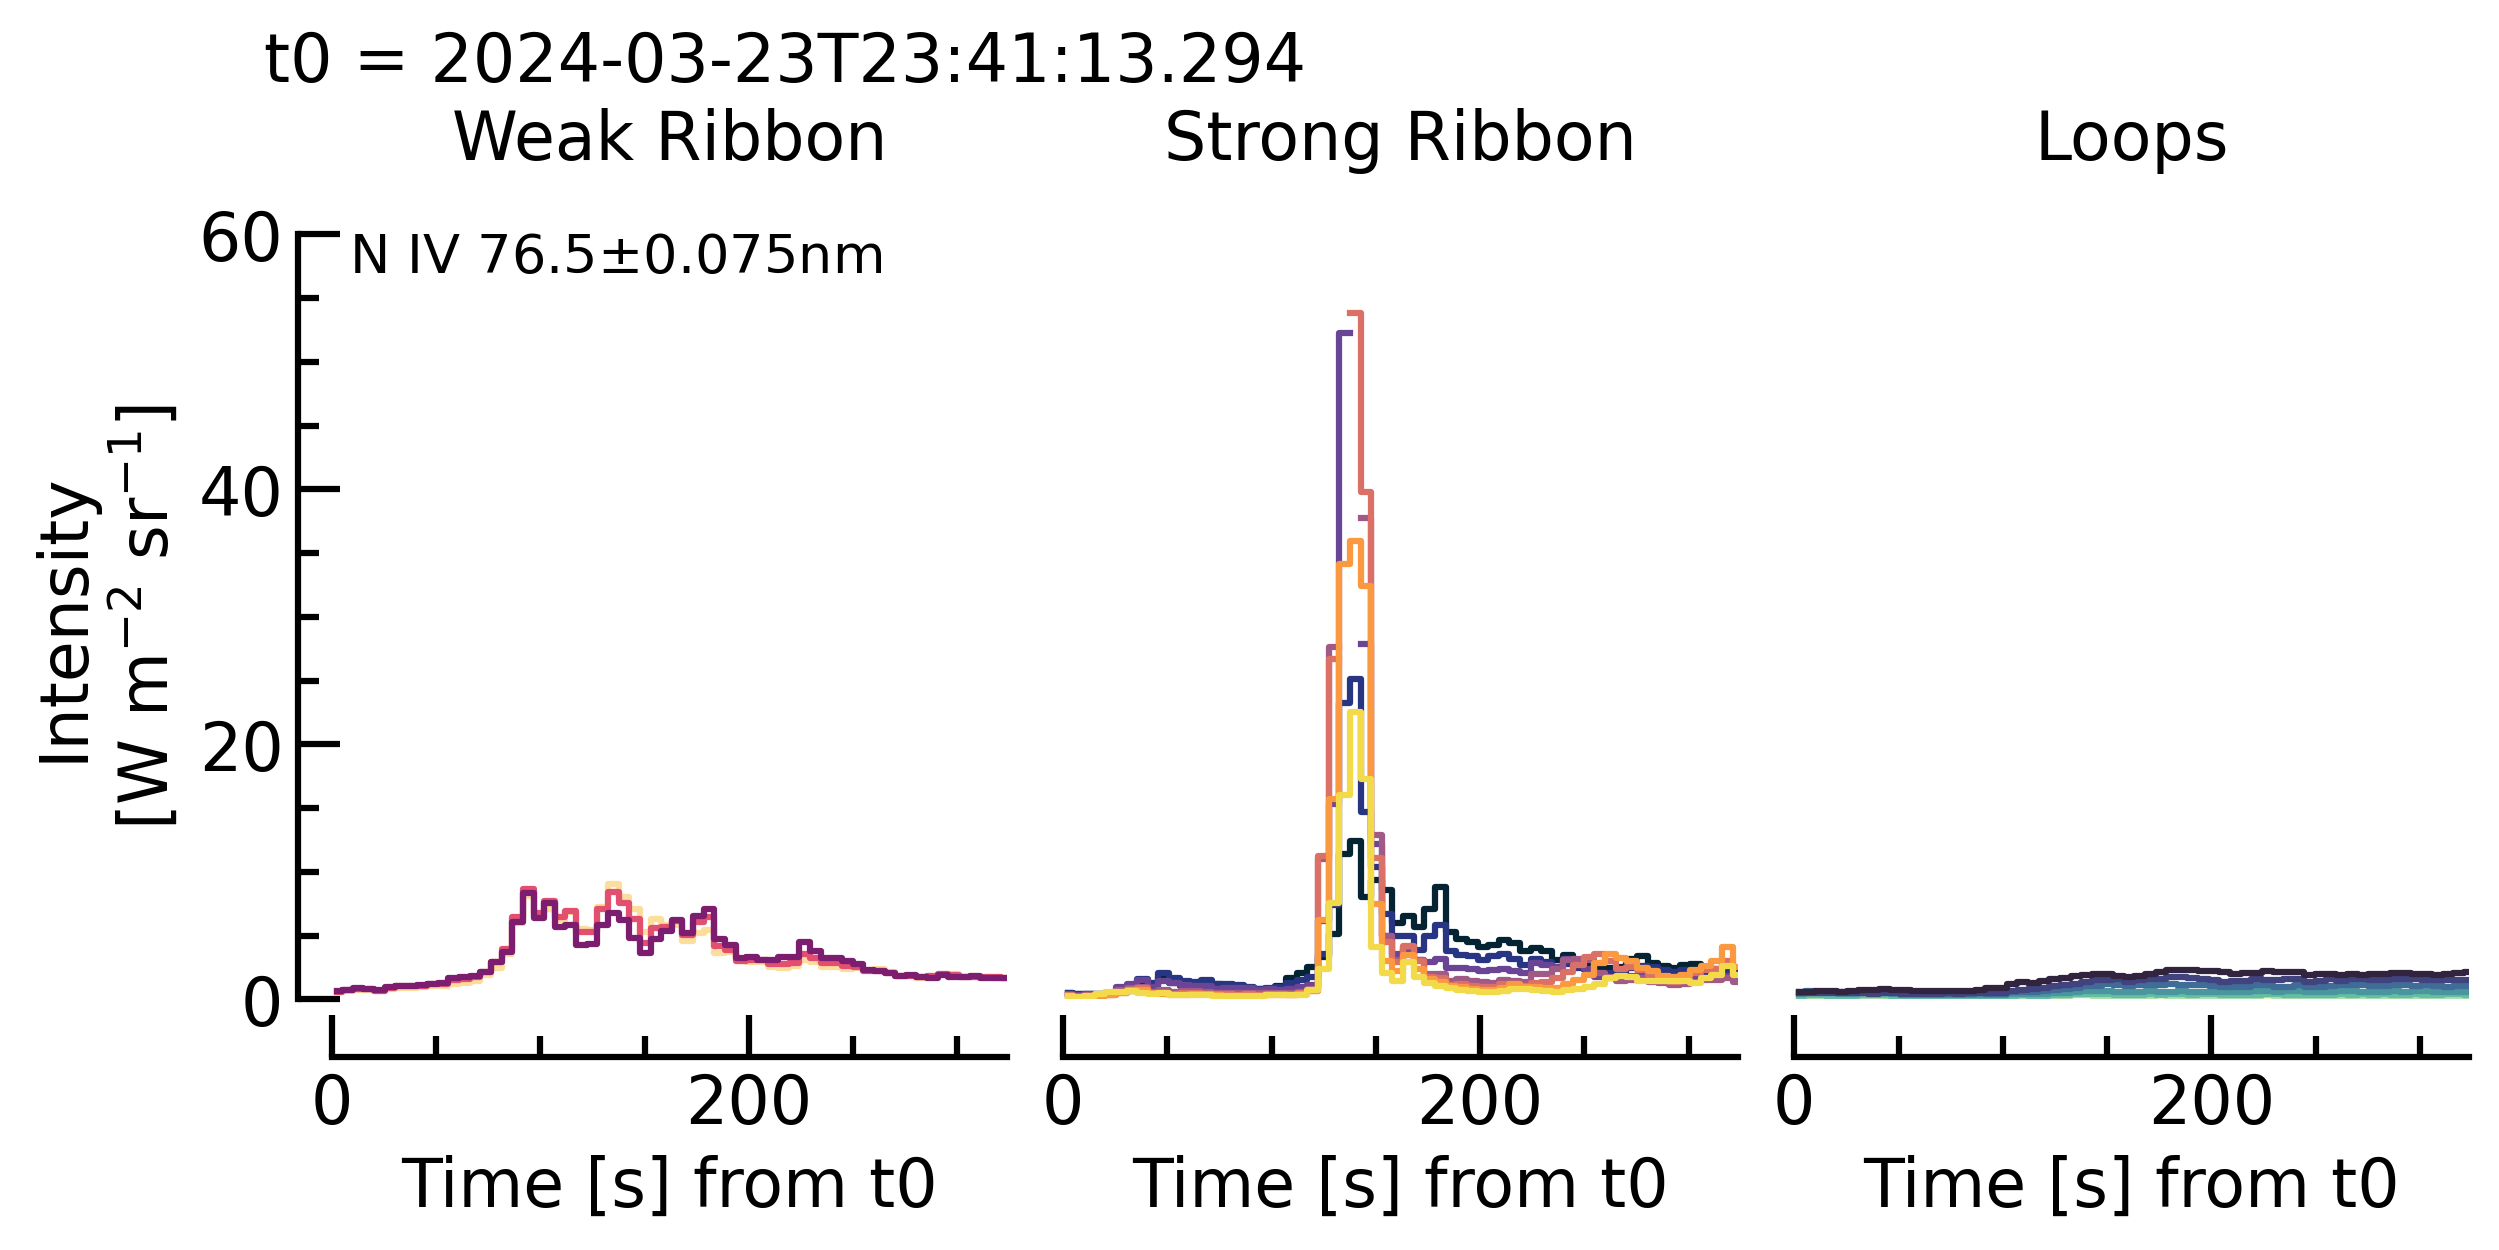 t0 = 2024-03-23T23:41:13.294
Weak Ribbon
Strong Ribbon
Loops
N IV 76.5±0.075nm
Intensity
[W m⁻² sr⁻¹]
60
40
20
0
0 200
0 200
0 200
Time [s] from t0
Time [s] from t0
Time [s] from t0